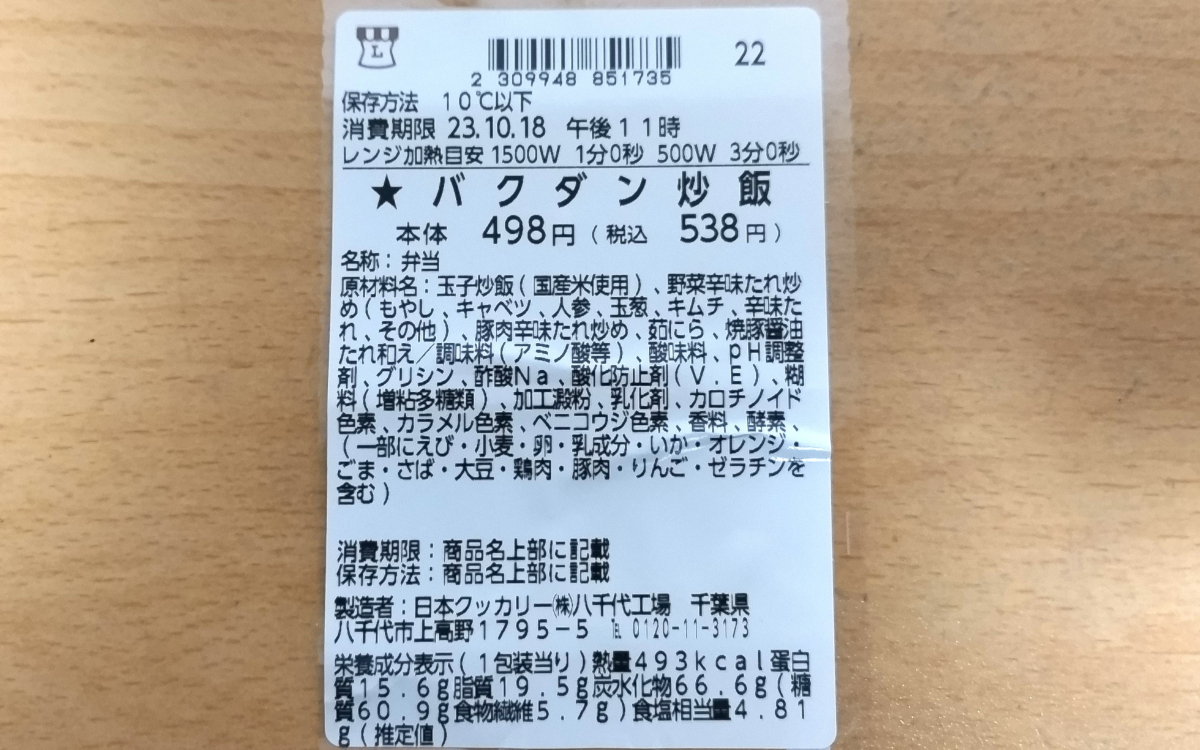 L
22
2 309948 851735
保存方法 10℃以下
消費期限 23.10.18 午後11時
レンジ加熱目安 1500W 1分0秒 500W 3分0秒
★ バクダン炒飯
本体 498円(税込 538円)
名称:弁当
原材料名:玉子炒飯(国産米使用)、野菜辛味たれ炒
め(もやし、キャベツ、人参、玉葱、キムチ、辛味た
れ、その他)、豚肉辛味たれ炒め、茹にら、焼豚醤油
たれ和え/調味料(アミノ酸等)、酸味料、pH調整
剤、グリシン、酢酸Na、酸化防止剤(V.E)、糊
料(増粘多糖類)、加工澱粉、乳化剤、カロチノイド
色素、カラメル色素、ベニコウジ色素、香料、酵素、
(一部にえび・小麦・卵・乳成分・いか・オレンジ・
ごま・さば・大豆・鶏肉・豚肉・りんご・ゼラチンを
含む)
消費期限:商品名上部に記載
保存方法:商品名上部に記載
製造者:日本クッカリー㈱八千代工場 千葉県
八千代市上高野1795-5 ℡ 0120-11-3173
栄養成分表示(1包装当り)熱量493kcal蛋白
質15.6g脂質19.5g炭水化物66.6g(糖
質60.9g食物繊維5.7g)食塩相当量4.81
g(推定値)